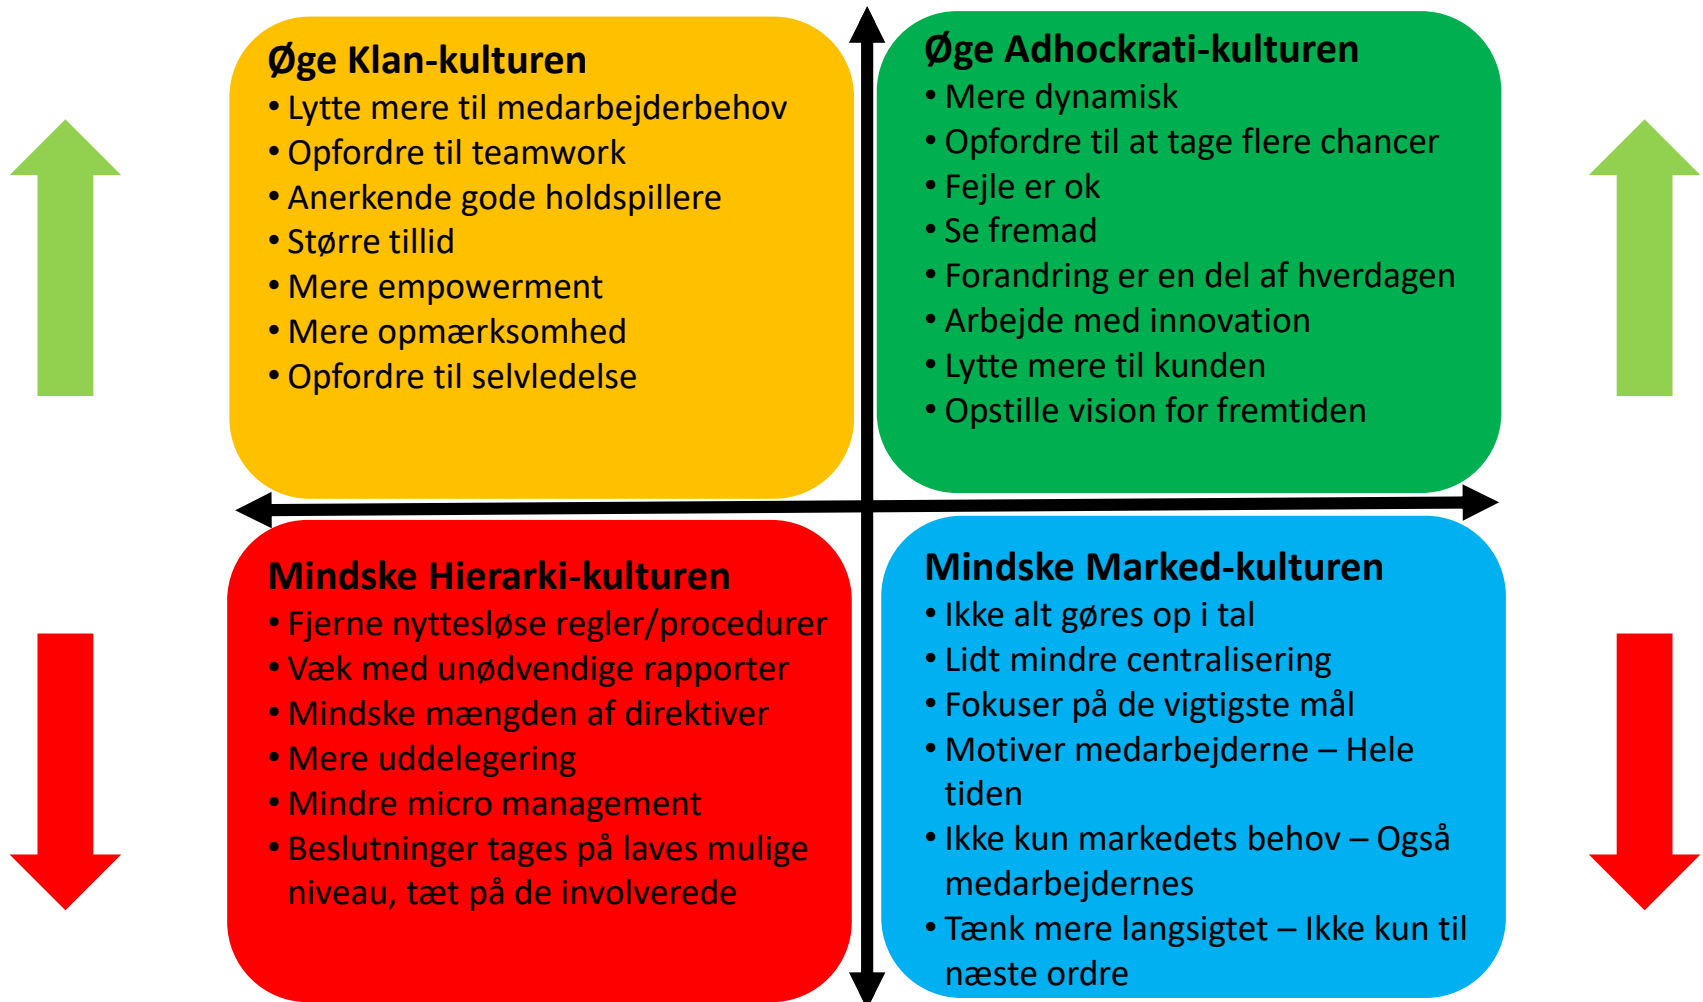 Øge Klan-kulturen
• Lytte mere til medarbejderbehov
• Opfordre til teamwork
• Anerkende gode holdspillere
• Større tillid
• Mere empowerment
• Mere opmærksomhed
• Opfordre til selvledelse
Øge Adhockrati-kulturen
• Mere dynamisk
• Opfordre til at tage flere chancer
• Fejle er ok
• Se fremad
• Forandring er en del af hverdagen
• Arbejde med innovation
• Lytte mere til kunden
• Opstille vision for fremtiden
Mindske Hierarki-kulturen
• Fjerne nyttesløse regler/procedurer
• Væk med unødvendige rapporter
• Mindske mængden af direktiver
• Mere uddelegering
• Mindre micro management
• Beslutninger tages på laves mulige
niveau, tæt på de involverede
Mindske Marked-kulturen
• Ikke alt gøres op i tal
• Lidt mindre centralisering
• Fokuser på de vigtigste mål
• Motiver medarbejderne – Hele
tiden
• Ikke kun markedets behov – Også
medarbejdernes
• Tænk mere langsigtet – Ikke kun til
næste ordre